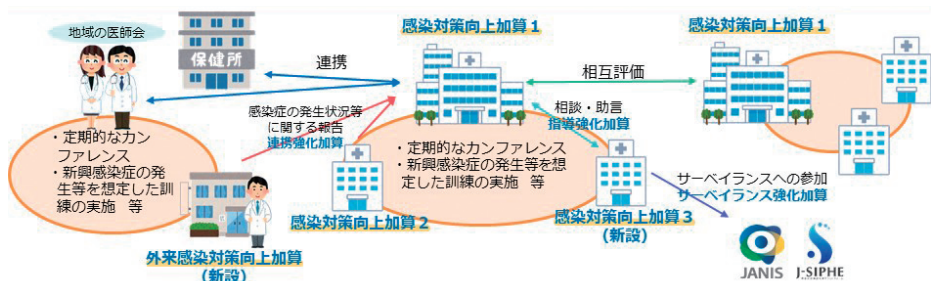 地域の医師会
保健所
感染対策向上加算1
感染対策向上加算1
連携
相互評価
感染症の発生状況等
に関する報告
連携強化加算
相談・助言
指導強化加算
・定期的なカン
ファレンス
・新興感染症の発
生等を想定した訓
練の実施 等
・定期的なカンファレンス
・新興感染症の発生等を想
定した訓練の実施 等
サーベイランスへの参加
サーベイランス強化加算
感染対策向上加算2
感染対策向上加算3
(新設)
外来感染対策向上加算
(新設)
JANIS
J-SIPHE